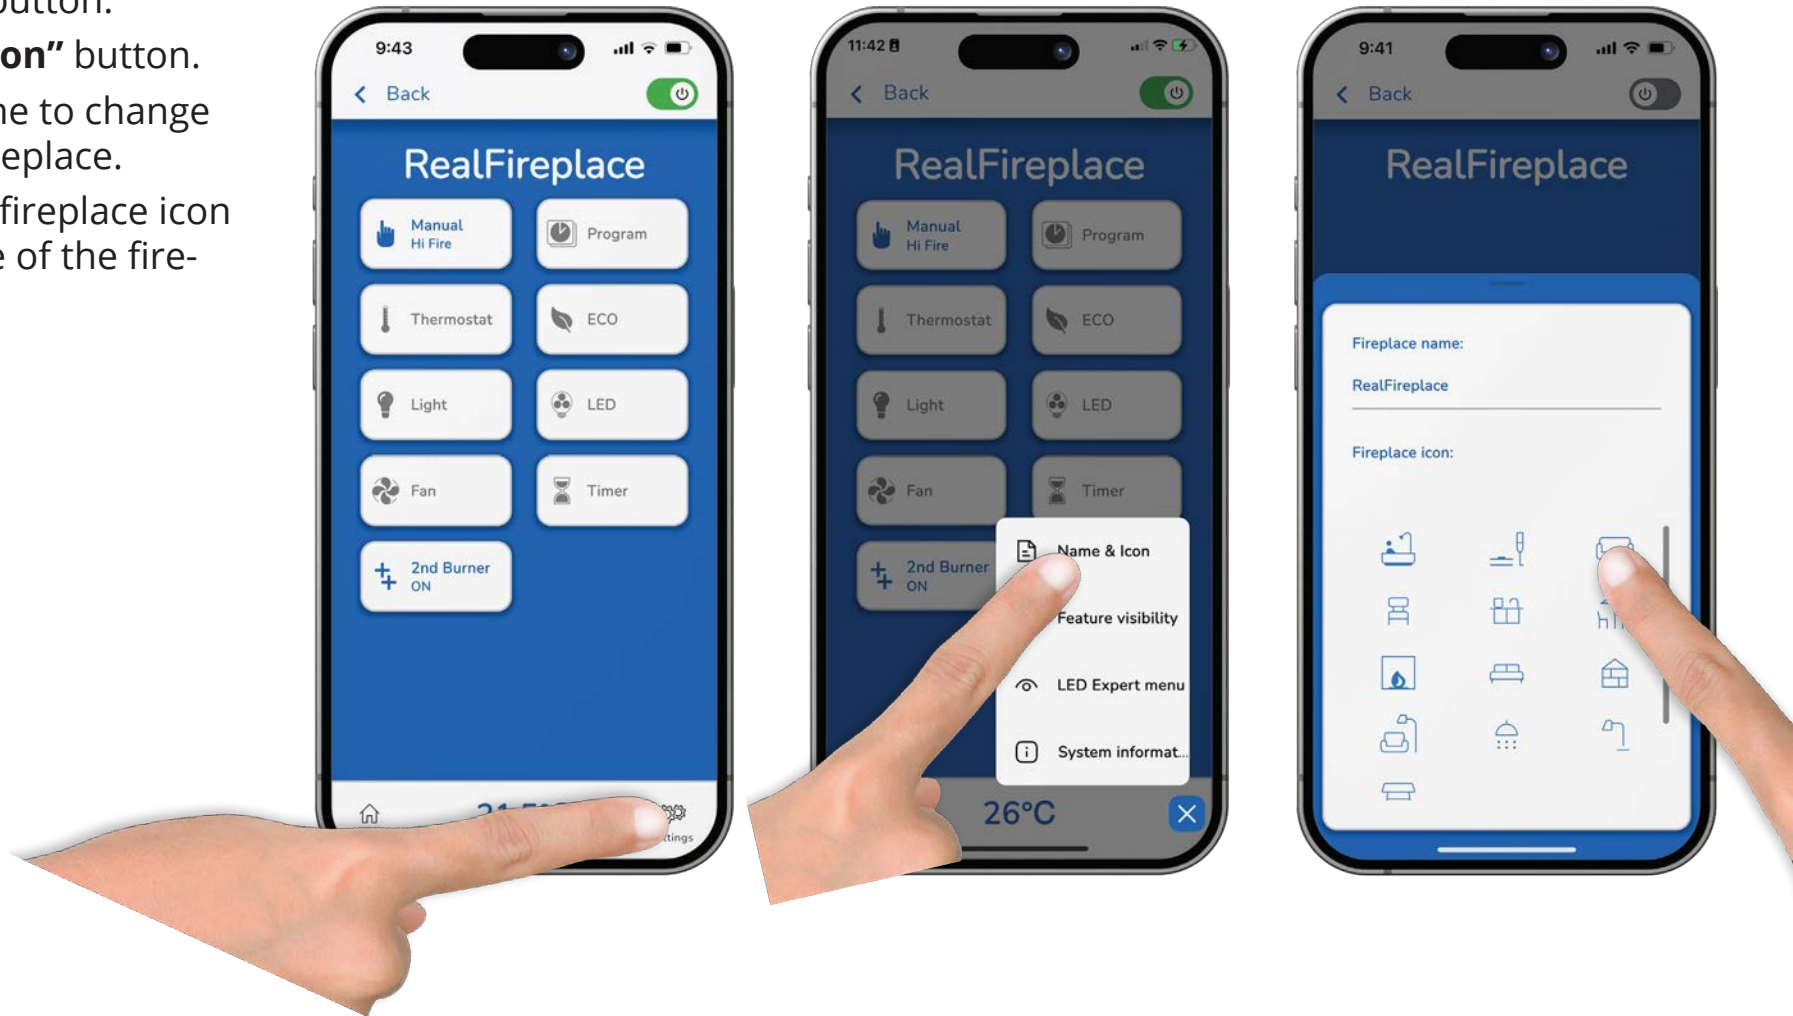 button.
on” button.
ne to change
replace.
fireplace icon
e of the fire-
9:43
Back
RealFireplace
Manual
Hi Fire
Program
Thermostat
ECO
Light
LED
Fan
Timer
2nd Burner
ON
11:42
Back
RealFireplace
Manual
Hi Fire
Program
Thermostat
ECO
Light
LED
Fan
Timer
2nd Burner
ON
Name & Icon
Feature visibility
LED Expert menu
System informat...
26°C
9:41
Back
RealFireplace
Fireplace name:
RealFireplace
Fireplace icon: